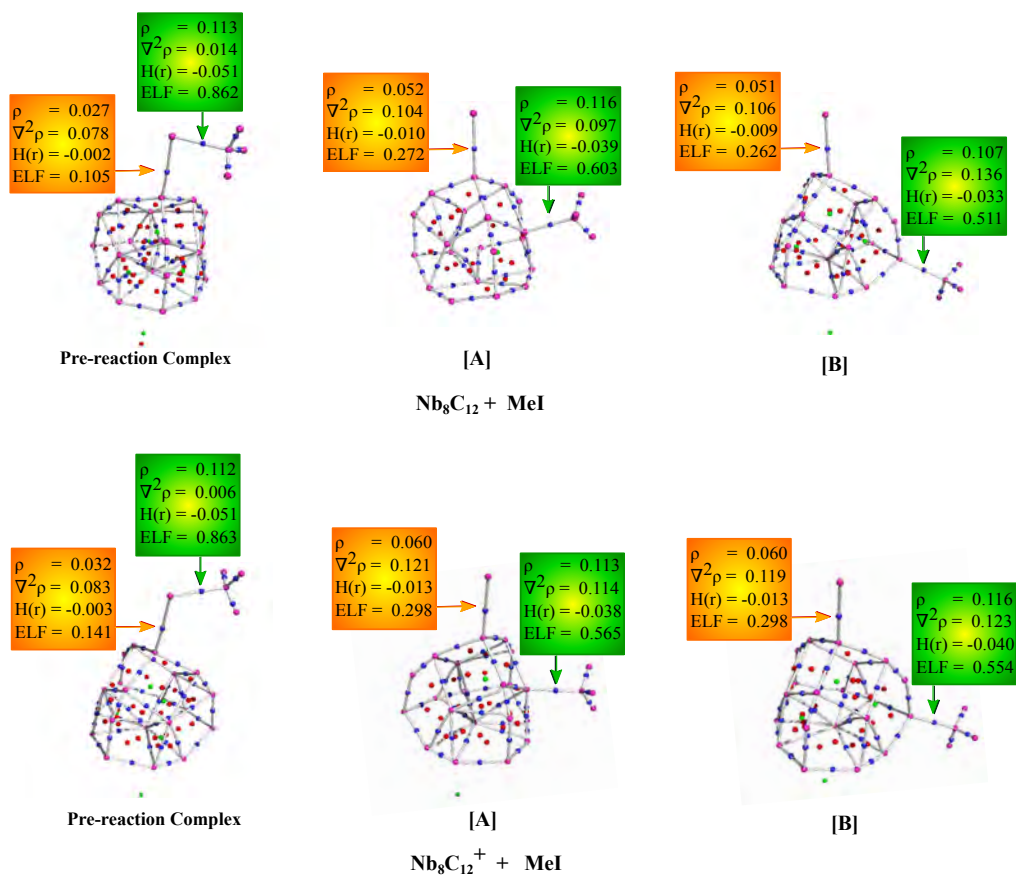 ρ = 0.113
∇²ρ = 0.014
H(r) = -0.051
ELF = 0.862
ρ = 0.027
∇²ρ = 0.078
H(r) = -0.002
ELF = 0.105
Pre-reaction Complex
ρ = 0.052
∇²ρ = 0.104
H(r) = -0.010
ELF = 0.272
ρ = 0.116
∇²ρ = 0.097
H(r) = -0.039
ELF = 0.603
[A]
ρ = 0.051
∇²ρ = 0.106
H(r) = -0.009
ELF = 0.262
ρ = 0.107
∇²ρ = 0.136
H(r) = -0.033
ELF = 0.511
[B]
Nb₈C₁₂ + MeI
ρ = 0.112
∇²ρ = 0.006
H(r) = -0.051
ELF = 0.863
ρ = 0.032
∇²ρ = 0.083
H(r) = -0.003
ELF = 0.141
Pre-reaction Complex
ρ = 0.060
∇²ρ = 0.121
H(r) = -0.013
ELF = 0.298
ρ = 0.113
∇²ρ = 0.114
H(r) = -0.038
ELF = 0.565
[A]
ρ = 0.060
∇²ρ = 0.119
H(r) = -0.013
ELF = 0.298
ρ = 0.116
∇²ρ = 0.123
H(r) = -0.040
ELF = 0.554
[B]
Nb₈C₁₂⁺ + MeI